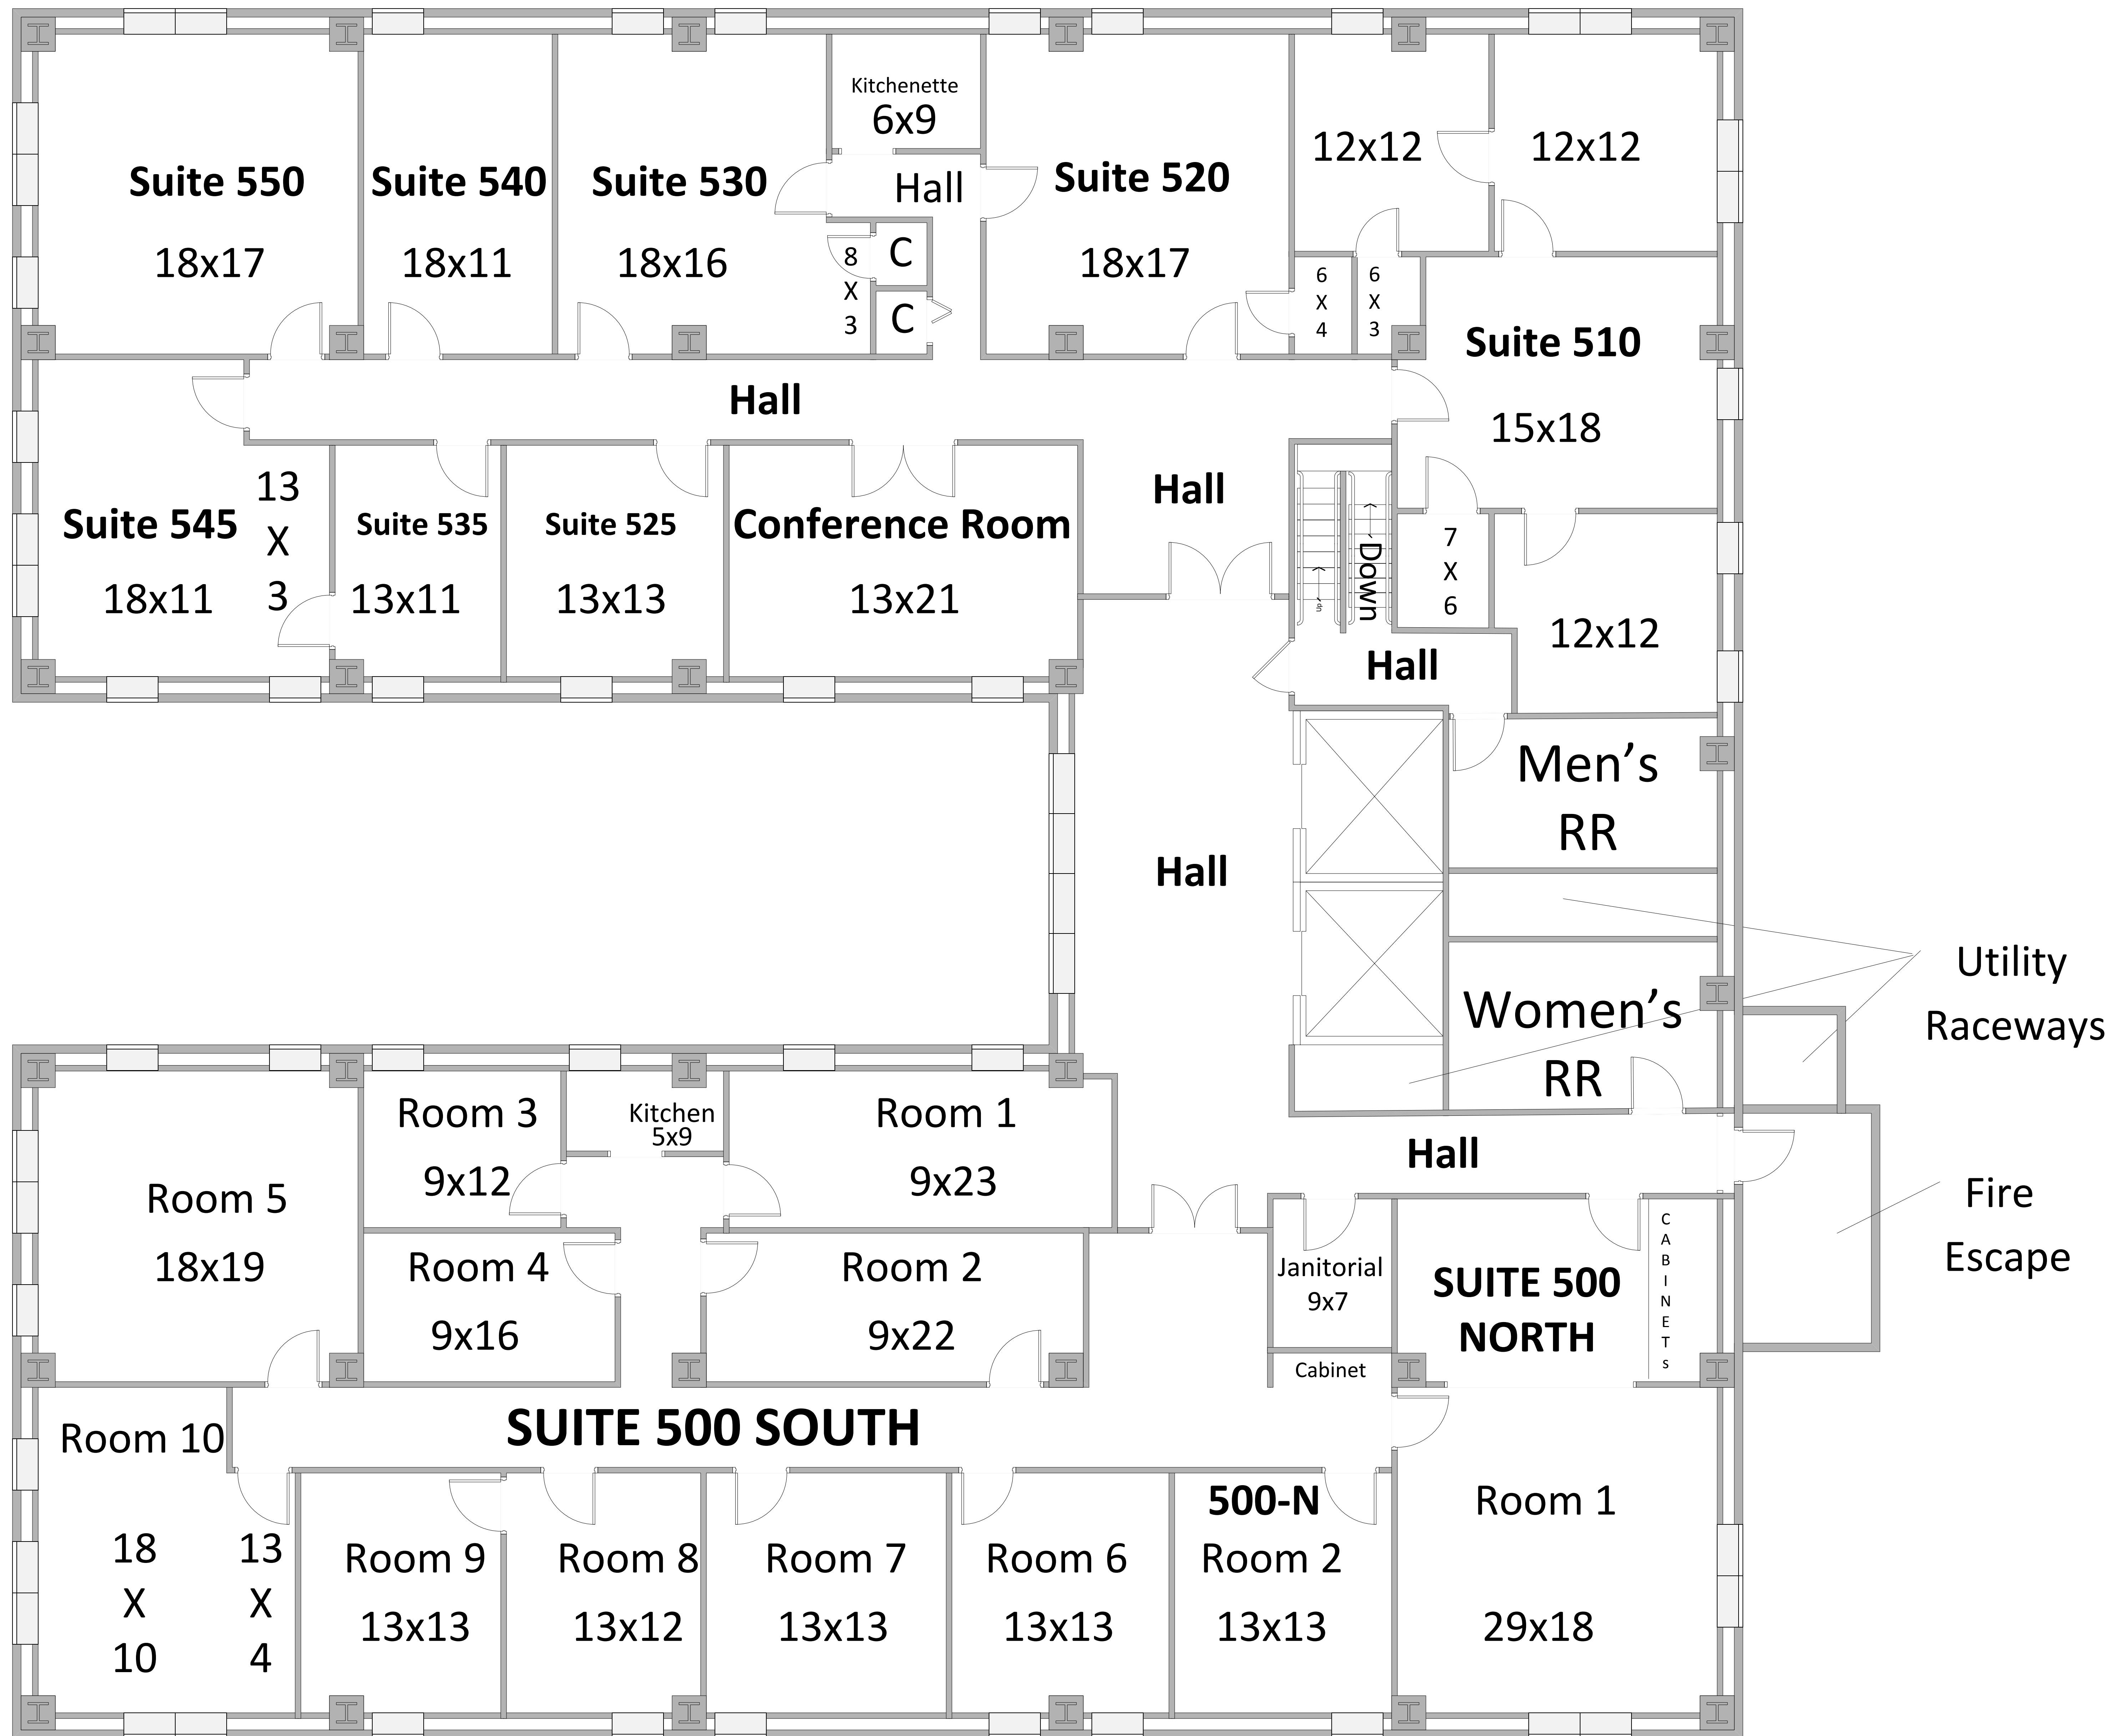 Kitchenette
6x9
12x12
12x12
Suite 550
18x17
Suite 540
18x11
Suite 530
18x16
Hall
8
X
3
C
C
Suite 520
18x17
6
X
4
6
X
3
Suite 510
15x18
Hall
Suite 545
18x11
13
X
3
Suite 535
13x11
Suite 525
13x13
Conference Room
13x21
Hall
Down
up
7
X
6
12x12
Hall
Men's
RR
Hall
Utility
Raceways
Women's
RR
Room 3
9x12
Kitchen
5x9
Room 1
9x23
Hall
Fire
Escape
Room 5
18x19
Room 4
9x16
Room 2
9x22
Janitorial
9x7
SUITE 500
NORTH
C
A
B
I
N
E
T
s
Cabinet
SUITE 500 SOUTH
Room 10
18
X
10
13
X
4
Room 9
13x13
Room 8
13x12
Room 7
13x13
Room 6
13x13
500-N
Room 2
13x13
Room 1
29x18